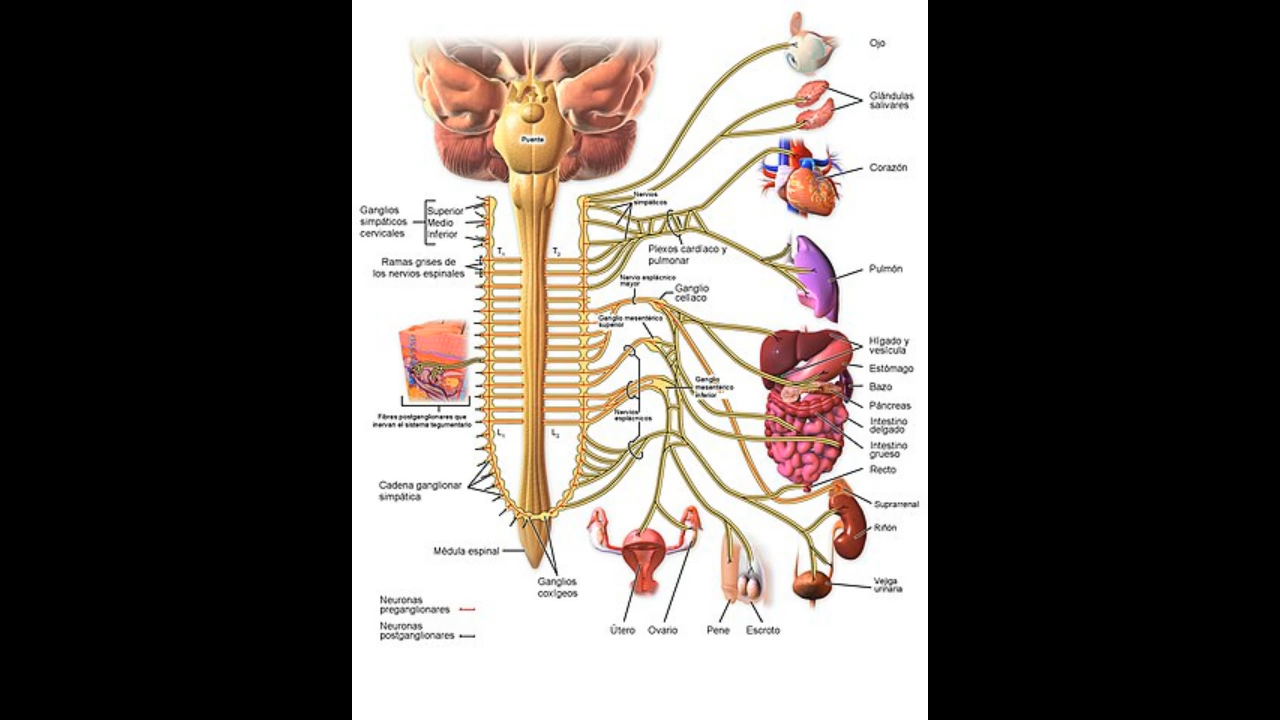 Ojo
Glándulas
salivares
Puente
Corazón
Nervios
simpáticos
Ganglios
simpáticos
cervicales
Superior
Medio
Inferior
T₁
T₂
Plexos cardíaco y
pulmonar
Ramas grises de
los nervios espinales
Pulmón
Nervio esplácnico
mayor
Ganglio
celíaco
Ganglio mesentérico
superior
Hígado y
vesícula
Estómago
Ganglio
mesentérico
inferior
Bazo
Páncreas
Nervios
esplácnicos
Fibras postganglionares que
inervan el sistema tegumentario
Intestino
delgado
L₁
L₂
Intestino
grueso
Recto
Cadena ganglionar
simpática
Suprarrenal
Riñón
Médula espinal
Ganglios
coxígeos
Vejiga
urinaria
Neuronas
preganglionares
Neuronas
postganglionares
Útero
Ovario
Pene
Escroto